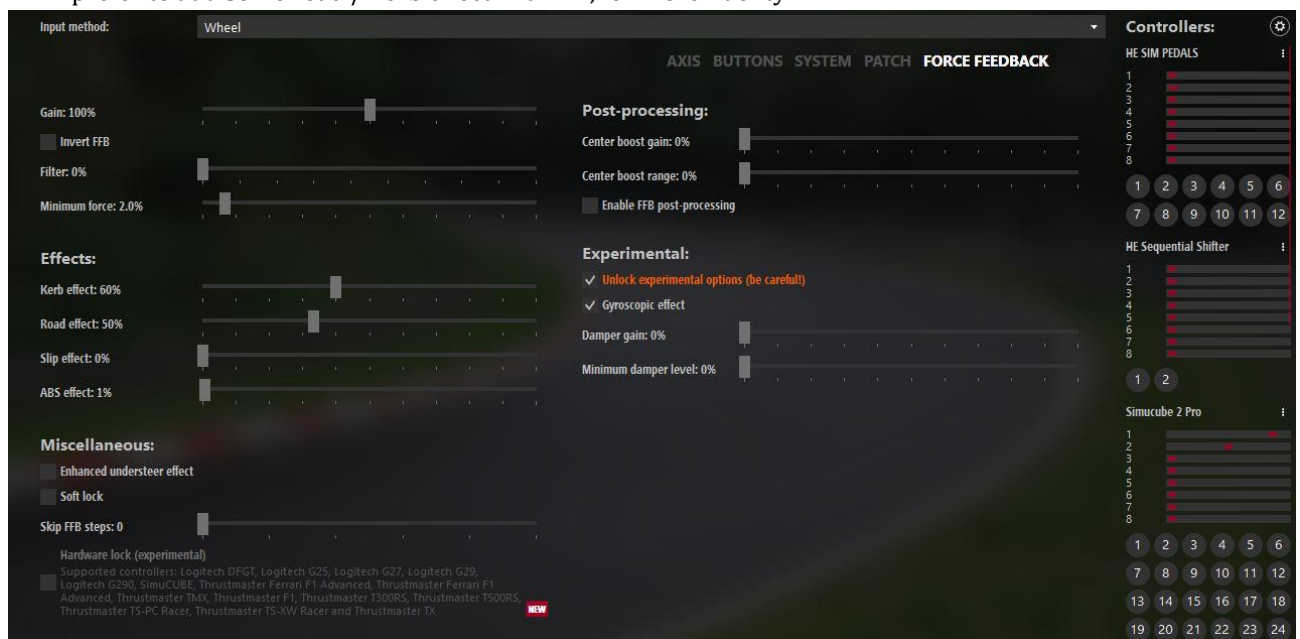 Input method:
Wheel
AXIS BUTTONS SYSTEM PATCH FORCE FEEDBACK
Gain: 100%
Invert FFB
Filter: 0%
Minimum force: 2.0%
Effects:
Kerb effect: 60%
Road effect: 50%
Slip effect: 0%
ABS effect: 1%
Miscellaneous:
Enhanced understeer effect
Soft lock
Skip FFB steps: 0
Hardware lock (experimental)
Supported controllers: Logitech DFGT, Logitech G25, Logitech G27, Logitech G29,
Logitech G290, SimuCUBE, Thrustmaster Ferrari F1 Advanced, Thrustmaster Ferrari F1
Advanced, Thrustmaster TMX, Thrustmaster F1, Thrustmaster T300RS, Thrustmaster T500RS,
Thrustmaster TS-PC Racer, Thrustmaster TS-XW Racer and Thrustmaster TX
NEW
Post-processing:
Center boost gain: 0%
Center boost range: 0%
Enable FFB post-processing
Experimental:
Unlock experimental options (be careful!)
Gyroscopic effect
Damper gain: 0%
Minimum damper level: 0%
Controllers:
HE SIM PEDALS
1
2
3
4
5
6
7
8
1 2 3 4 5 6
7 8 9 10 11 12
HE Sequential Shifter
1
2
3
4
5
6
7
8
1 2
Simucube 2 Pro
1
2
3
4
5
6
7
8
1 2 3 4 5 6
7 8 9 10 11 12
13 14 15 16 17 18
19 20 21 22 23 24